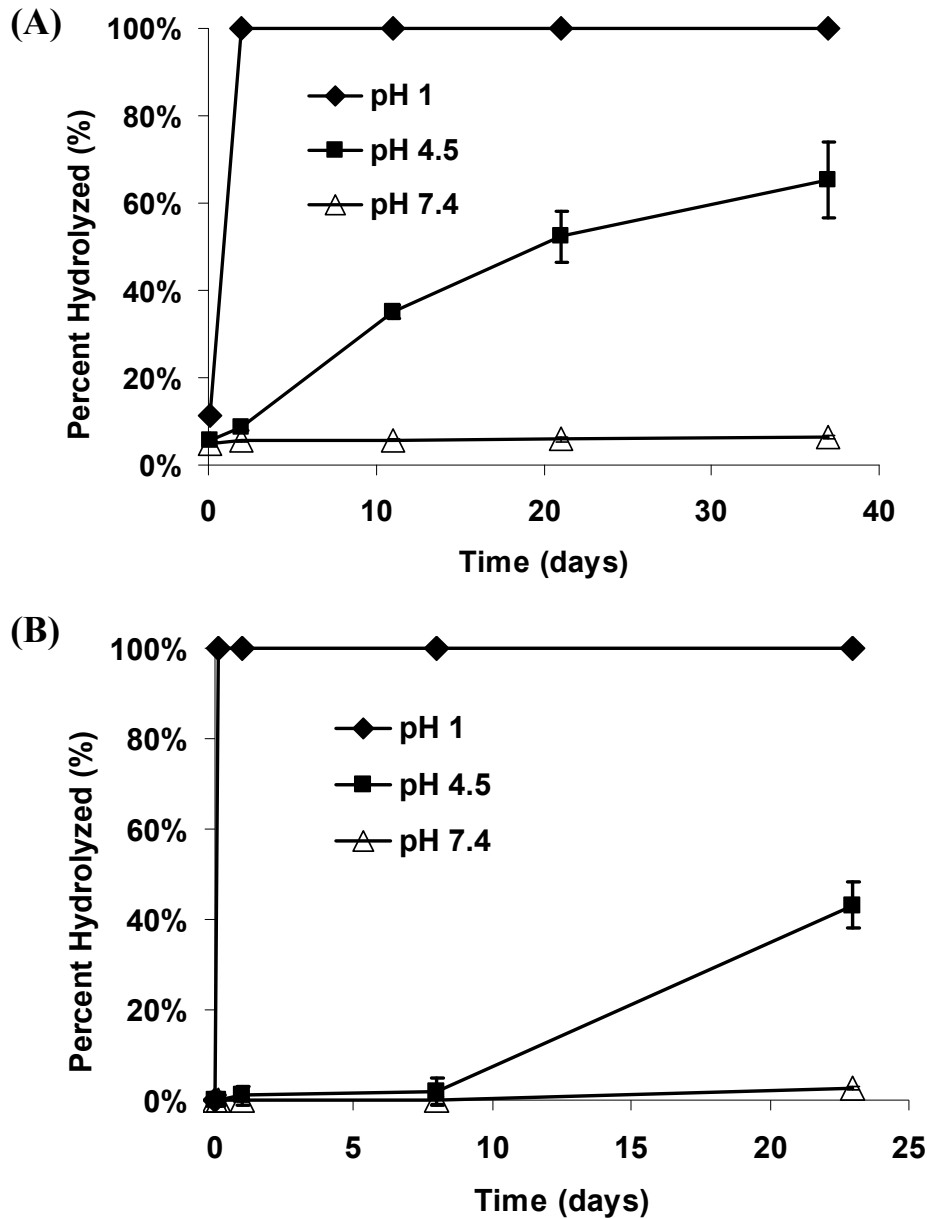 (A)
100%
80%
60%
40%
20%
0%
Percent Hydrolyzed (%)
pH 1
pH 4.5
pH 7.4
0 10 20 30 40
Time (days)
(B)
100%
80%
60%
40%
20%
0%
Percent Hydrolyzed (%)
pH 1
pH 4.5
pH 7.4
0 5 10 15 20 25
Time (days)